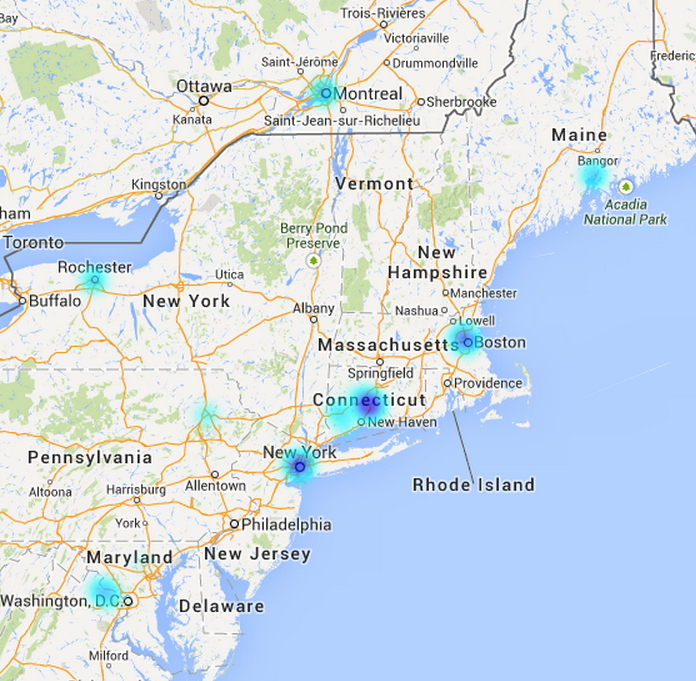 Trois-Rivières
Bay
Victoriaville
Saint-Jérôme
Drummondville
Frederic 
Ottawa
Montreal
Sherbrooke
Kanata
Saint-Jean-sur-Richelieu
Maine
Bangor
Kingston
Vermont
Acadia
National Park
ham
Berry Pond
Preserve
Toronto
New
Hampshire
Rochester
Utica
Buffalo
New York
Manchester
Albany
Nashua
Lowell
Massachusetts
Boston
Springfield
Providence
Connecticut
New Haven
New York
Pennsylvania
Rhode Island
Allentown
Altoona
Harrisburg
York
Philadelphia
Maryland
New Jersey
Washington, D.C.
Delaware
Milford